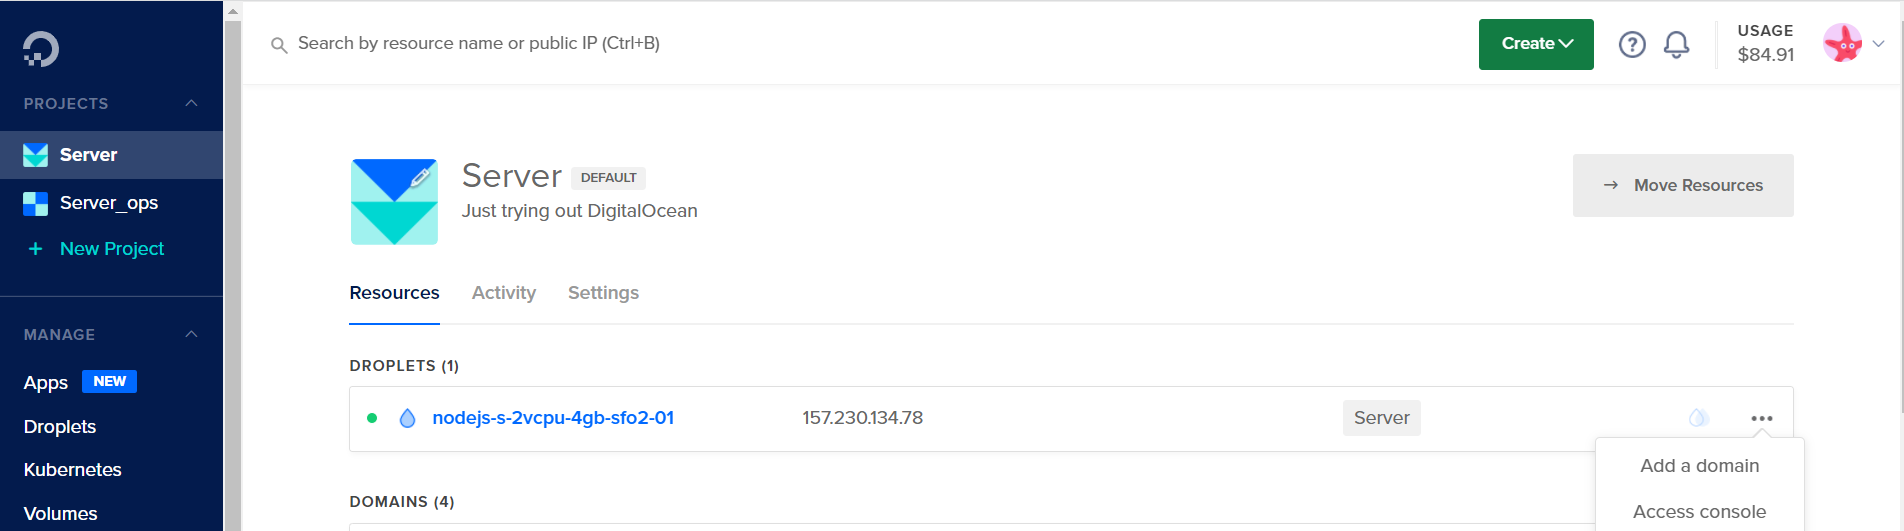 Search by resource name or public IP (Ctrl+B)
Create
USAGE
$84.91
PROJECTS
Server
Server_ops
+ New Project
MANAGE
Apps NEW
Droplets
Kubernetes
Volumes
Server DEFAULT
Just trying out DigitalOcean
→ Move Resources
Resources Activity Settings
DROPLETS (1)
nodejs-s-2vcpu-4gb-sfo2-01 157.230.134.78 Server
Add a domain
Access console
DOMAINS (4)